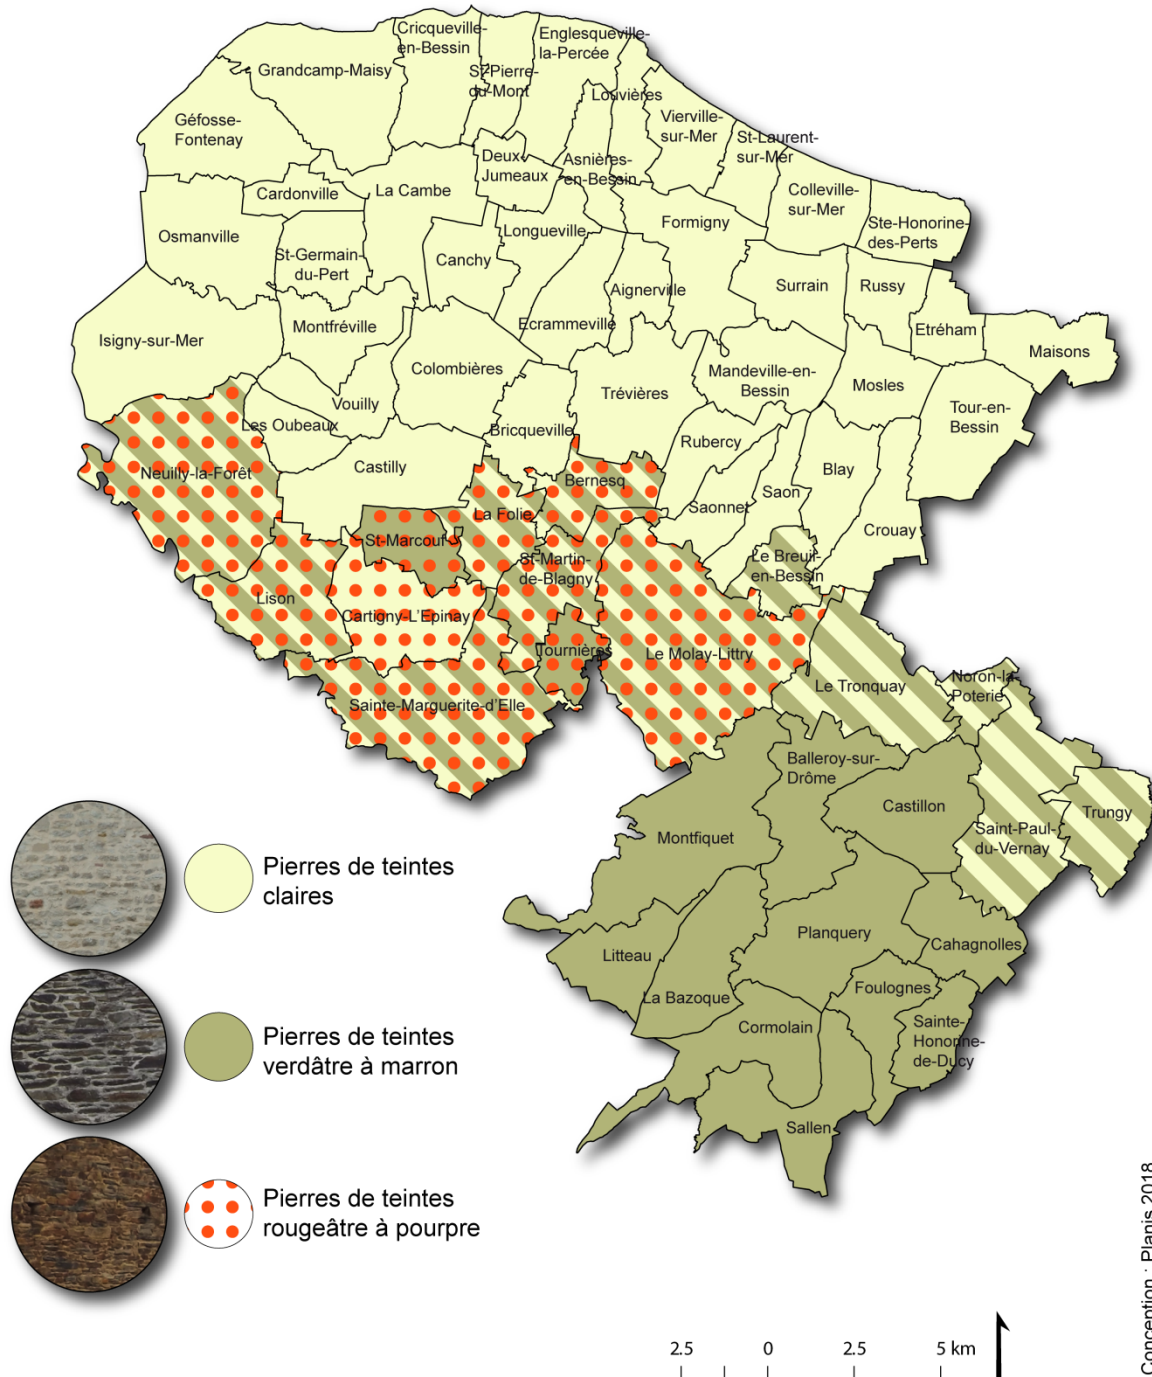 Cricqueville-
en-Bessin
Englesqueville-
la-Percée
Grandcamp-Maisy
St-Pierre-
du-Mont
Louvières
Géfosse-
Fontenay
Vierville-
sur-Mer
St-Laurent-
sur-Mer
Deux-
Jumeaux
Asnières-
en-Bessin
Cardonville
La Cambe
Colleville-
sur-Mer
Ste-Honorine-
des-Perts
Osmanville
Longueville
Formigny
St-Germain-
du-Pert
Canchy
Aignerville
Surrain
Russy
Isigny-sur-Mer
Montfréville
Ecrammeville
Etréham
Maisons
Colombières
Trévières
Mandeville-en-
Bessin
Mosles
Vouilly
Les Oubeaux
Bricqueville
Rubercy
Tour-en-
Bessin
Neuilly-la-Forêt
Castilly
Bernesq
Saonnet
Saon
Blay
Crouay
La Folie
St-Marcouf
St-Martin-
de-Blagny
Le Breuil-
en-Bessin
Lison
Cartigny-L'Epinay
Tournières
Le Molay-Littry
Le Tronquay
Noron-la-
Poterie
Sainte-Marguerite-d'Elle
Balleroy-sur-
Drôme
Castillon
Trungy
Montfiquet
Saint-Paul-
du-Vernay
Planquery
Cahagnolles
Litteau
La Bazoque
Foulognes
Cormolain
Sainte-
Hononne-
de-Ducy
Sallen
Pierres de teintes
claires
Pierres de teintes
verdâtre à marron
Pierres de teintes
rougeâtre à pourpre
2.5 0 2.5 5 km
Conception : Planis 2018